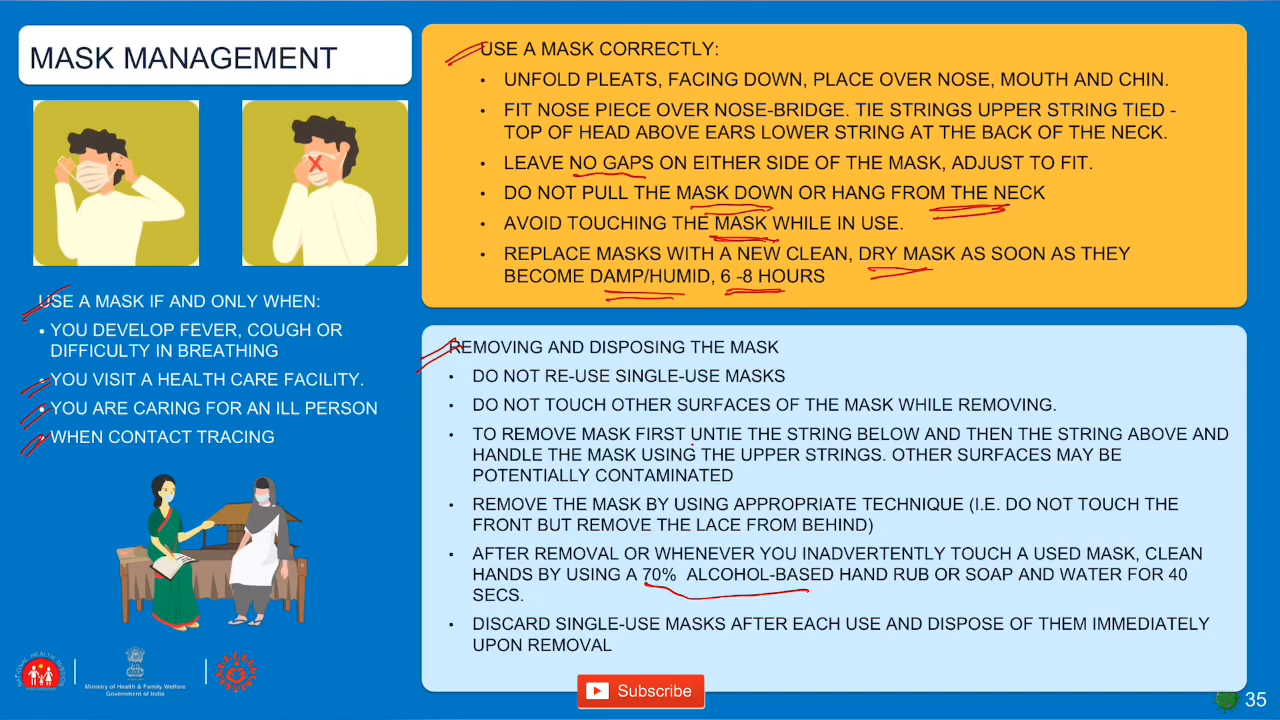 MASK MANAGEMENT
USE A MASK IF AND ONLY WHEN:
• YOU DEVELOP FEVER, COUGH OR
DIFFICULTY IN BREATHING
• YOU VISIT A HEALTH CARE FACILITY.
• YOU ARE CARING FOR AN ILL PERSON
• WHEN CONTACT TRACING
NATIONAL HEALTH MISSION
Ministry of Health & Family Welfare
Government of India
USE A MASK CORRECTLY:
• UNFOLD PLEATS, FACING DOWN, PLACE OVER NOSE, MOUTH AND CHIN.
• FIT NOSE PIECE OVER NOSE-BRIDGE. TIE STRINGS UPPER STRING TIED -
TOP OF HEAD ABOVE EARS LOWER STRING AT THE BACK OF THE NECK.
• LEAVE NO GAPS ON EITHER SIDE OF THE MASK, ADJUST TO FIT.
• DO NOT PULL THE MASK DOWN OR HANG FROM THE NECK
• AVOID TOUCHING THE MASK WHILE IN USE.
• REPLACE MASKS WITH A NEW CLEAN, DRY MASK AS SOON AS THEY
BECOME DAMP/HUMID, 6 -8 HOURS
REMOVING AND DISPOSING THE MASK
• DO NOT RE-USE SINGLE-USE MASKS
• DO NOT TOUCH OTHER SURFACES OF THE MASK WHILE REMOVING.
• TO REMOVE MASK FIRST UNTIE THE STRING BELOW AND THEN THE STRING ABOVE AND
HANDLE THE MASK USING THE UPPER STRINGS. OTHER SURFACES MAY BE
POTENTIALLY CONTAMINATED
• REMOVE THE MASK BY USING APPROPRIATE TECHNIQUE (I.E. DO NOT TOUCH THE
FRONT BUT REMOVE THE LACE FROM BEHIND)
• AFTER REMOVAL OR WHENEVER YOU INADVERTENTLY TOUCH A USED MASK, CLEAN
HANDS BY USING A 70% ALCOHOL-BASED HAND RUB OR SOAP AND WATER FOR 40
SECS.
• DISCARD SINGLE-USE MASKS AFTER EACH USE AND DISPOSE OF THEM IMMEDIATELY
UPON REMOVAL
Subscribe
35